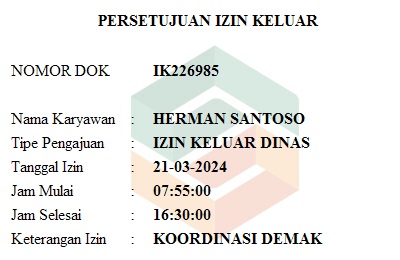 PERSETUJUAN IZIN KELUAR
NOMOR DOK IK226985
Nama Karyawan : HERMAN SANTOSO
Tipe Pengajuan : IZIN KELUAR DINAS
Tanggal Izin : 21-03-2024
Jam Mulai : 07:55:00
Jam Selesai : 16:30:00
Keterangan Izin : KOORDINASI DEMAK